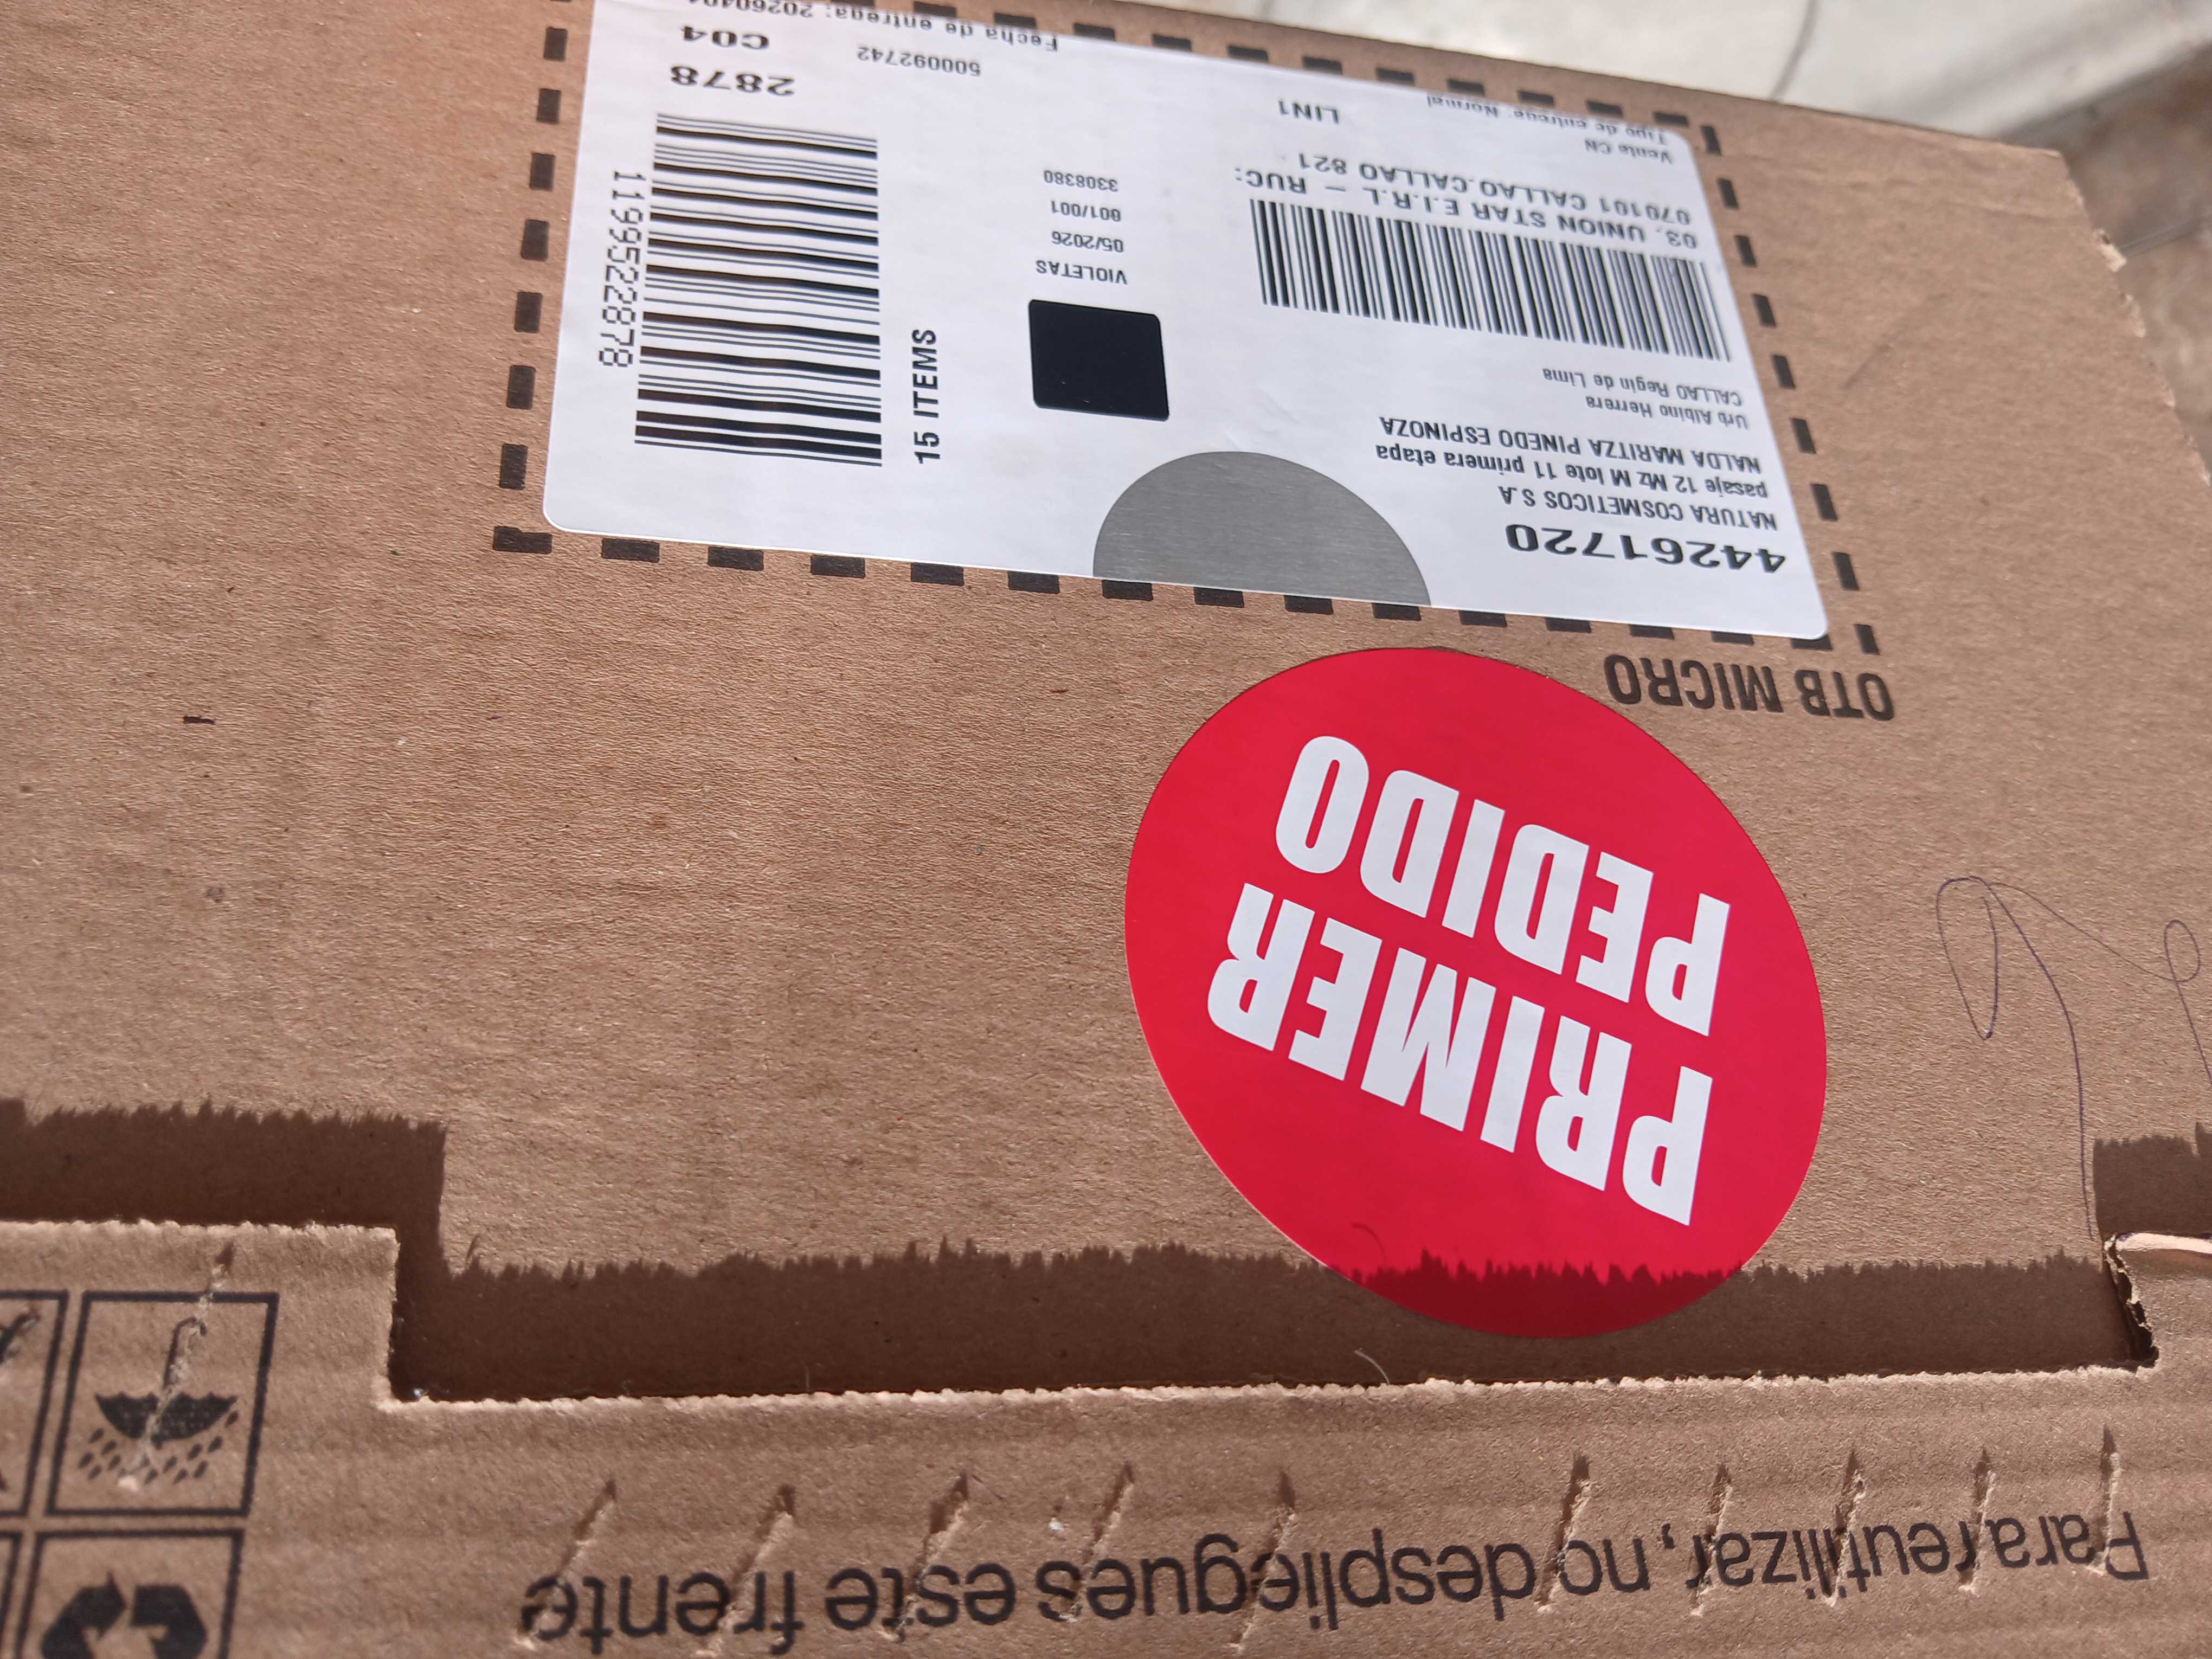 Para reutilizar, no despliegues este frente
PRIMER
PEDIDO
OTB MICRO
44261720
NATURA COSMETICOS S.A
pasaje 12 Mz M lote 11 primera etapa
NALDA MARITZA PINEDO ESPINOZA
Urb Albino Herrera
CALLAO Regin de Lima
03. UNION STAR E.I.R.L - RUC:
070101 CALLAO.CALLAO 821
Venta CN
Tipo de entrega: Normal
LIN1
VIOLETAS
05/2026
001/001
3308380
15 ITEMS
1199522878
2878
C04
500092742
Fecha de entrega: